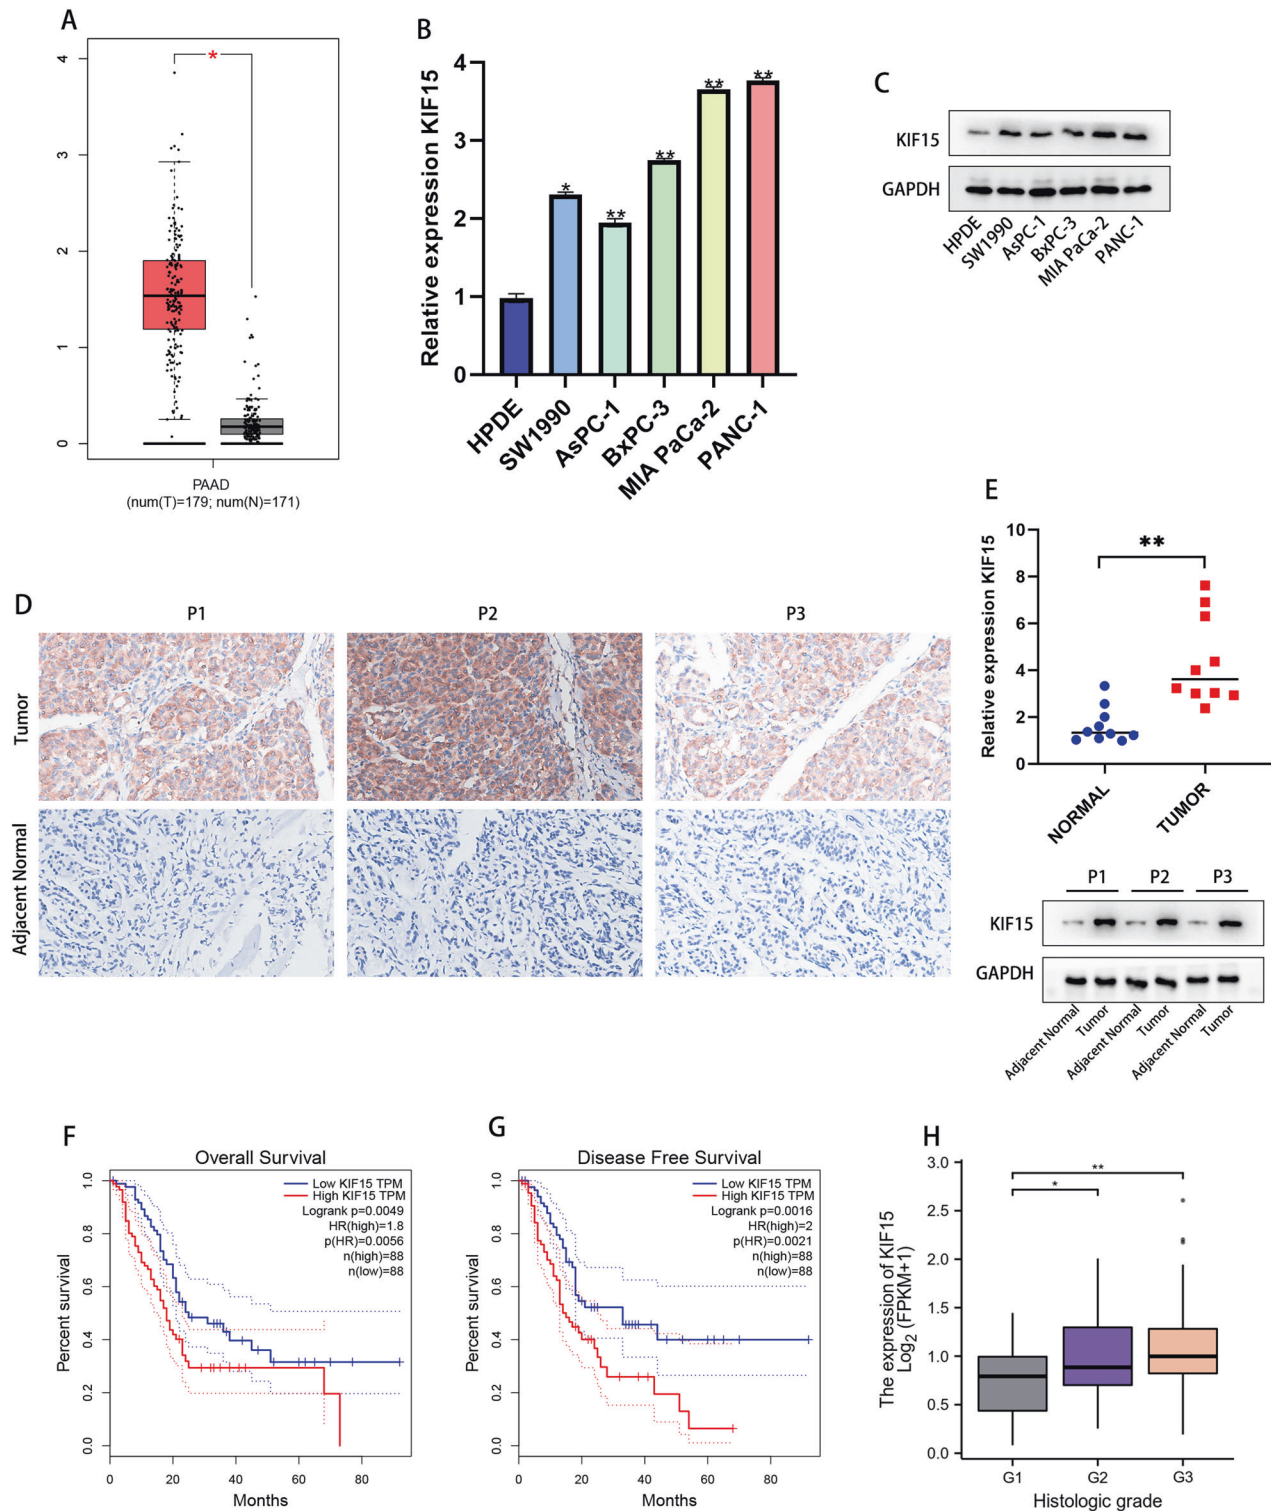 A
4
3
2
1
0
*
PAAD
(num(T)=179; num(N)=171)
B
Relative expression KIF15
4
3
2
1
0
*
**
**
**
**
HPDE
SW1990
AsPC-1
BxPC-3
MIA PaCa-2
PANC-1
C
KIF15
GAPDH
HPDE
SW1990
AsPC-1
BxPC-3
MIA PaCa-2
PANC-1
D
P1
P2
P3
Tumor
Adjacent Normal
E
Relative expression KIF15
10
8
6
4
2
0
**
NORMAL
TUMOR
P1
P2
P3
KIF15
GAPDH
Adjacent Normal
Tumor
Adjacent Normal
Tumor
Adjacent Normal
Tumor
F
Overall Survival
Low KIF15 TPM
High KIF15 TPM
Logrank p=0.0049
HR(high)=1.8
p(HR)=0.0056
n(high)=88
n(low)=88
Percent survival
1.0
0.8
0.6
0.4
0.2
0.0
0
20
40
60
80
Months
G
Disease Free Survival
Low KIF15 TPM
High KIF15 TPM
Logrank p=0.0016
HR(high)=2
p(HR)=0.0021
n(high)=88
n(low)=88
Percent survival
1.0
0.8
0.6
0.4
0.2
0.0
0
20
40
60
80
Months
H
The expression of KIF15
Log2 (FPKM+1)
3.0
2.5
2.0
1.5
1.0
0.5
0.0
**
*
G1
G2
G3
Histologic grade